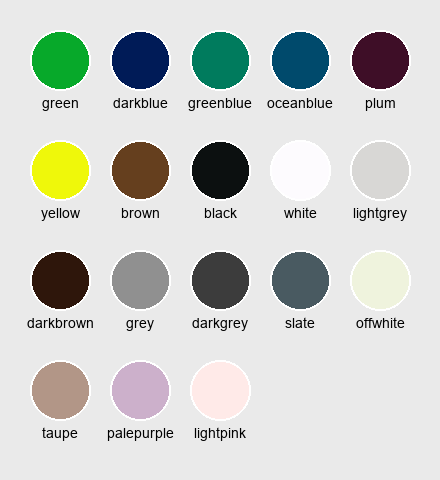 green darkblue greenblue oceanblue plum
yellow brown black white lightgrey
darkbrown grey darkgrey slate offwhite
taupe palepurple lightpink